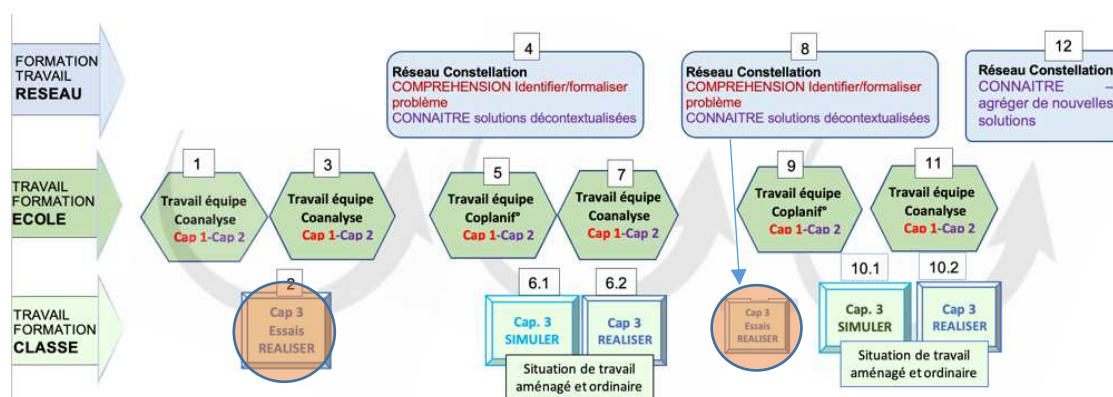 FORMATION
TRAVAIL
RESEAU
4
Réseau Constellation
COMPREHENSION Identifier/formaliser
problème
CONNAITRE solutions décontextualisées
8
Réseau Constellation
COMPREHENSION Identifier/formaliser
problème
CONNAITRE solutions décontextualisées
12
Réseau Constellation
CONNAITRE –
agréger de nouvelles
solutions
TRAVAIL
FORMATION
ECOLE
1
Travail équipe
Coanalyse
Cap 1-Cap 2
3
Travail équipe
Coanalyse
Cap 1-Cap 2
5
Travail équipe
Coplanif°
Cap 1-Cap 2
7
Travail équipe
Coanalyse
Cap 1-Cap 2
9
Travail équipe
Coplanif°
Cap 1-Cap 2
11
Travail équipe
Coanalyse
Cap 1-Cap 2
TRAVAIL
FORMATION
CLASSE
2
Cap 3
Essais
REALISER
6.1
Cap. 3
SIMULER
6.2
Cap 3
REALISER
Situation de travail
aménagé et ordinaire
Cap 3
Essais
REALISER
10.1
Cap. 3
SIMULER
10.2
Cap 3
REALISER
Situation de travail
aménagé et ordinaire